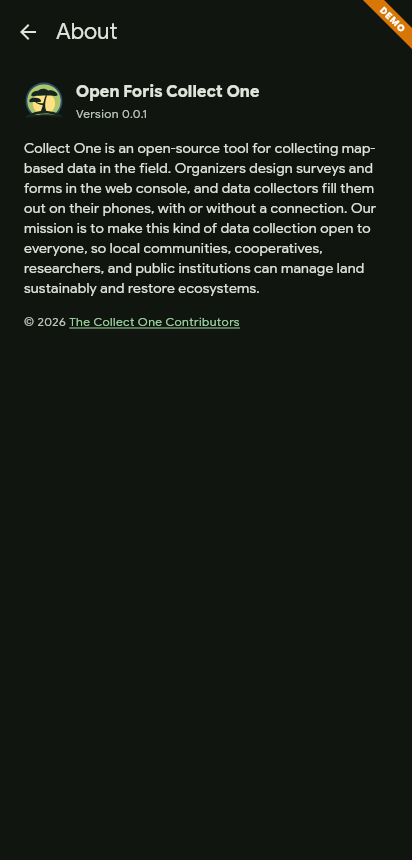 About
DEMO
Open Foris Collect One
Version 0.0.1
Collect One is an open-source tool for collecting map-
based data in the field. Organizers design surveys and
forms in the web console, and data collectors fill them
out on their phones, with or without a connection. Our
mission is to make this kind of data collection open to
everyone, so local communities, cooperatives,
researchers, and public institutions can manage land
sustainably and restore ecosystems.
© 2026 The Collect One Contributors